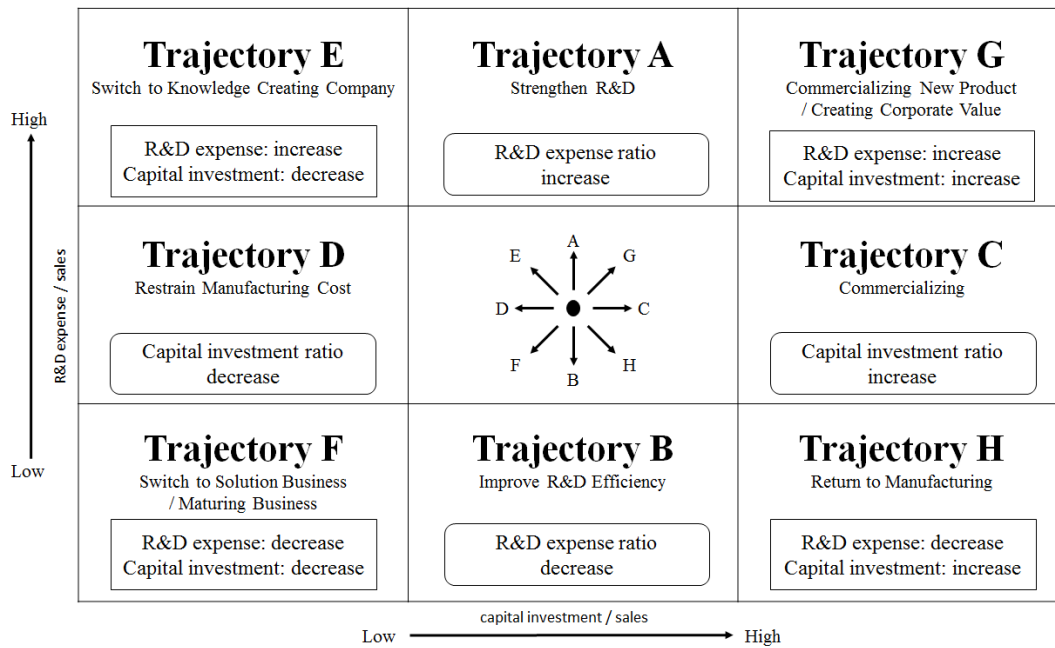 Trajectory E
Switch to Knowledge Creating Company
R&D expense: increase
Capital investment: decrease
Trajectory A
Strengthen R&D
R&D expense ratio
increase
Trajectory G
Commercializing New Product
/ Creating Corporate Value
R&D expense: increase
Capital investment: increase
High
R&D expense / sales
Low
Trajectory D
Restrain Manufacturing Cost
Capital investment ratio
decrease
A
E
G
D
C
F
H
B
Trajectory C
Commercializing
Capital investment ratio
increase
Trajectory F
Switch to Solution Business
/ Maturing Business
R&D expense: decrease
Capital investment: decrease
Trajectory B
Improve R&D Efficiency
R&D expense ratio
decrease
Trajectory H
Return to Manufacturing
R&D expense: decrease
Capital investment: increase
capital investment / sales
Low
High